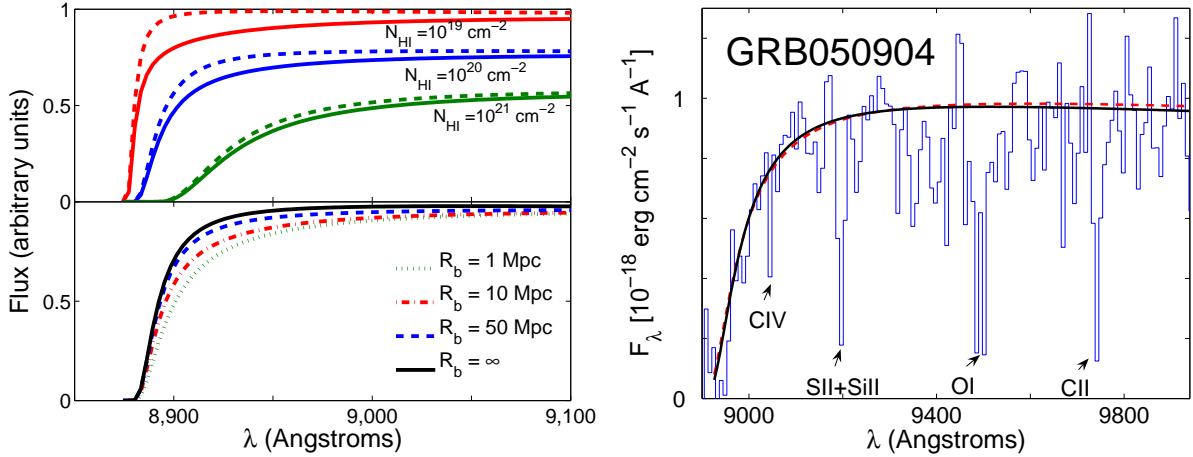 Flux (arbitrary units)
1
0.5
0
N_HI =10^19 cm^−2
N_HI =10^20 cm^−2
N_HI =10^21 cm^−2
0.5
0
R_b = 1 Mpc
R_b = 10 Mpc
R_b = 50 Mpc
R_b = ∞
8,900 9,000 9,100
λ (Angstroms)
GRB050904
F_λ [10^−18 erg cm^−2 s^−1 A^−1]
1
0
CIV
SII+SiII
OI
CII
9000 9400 9800
λ (Angstroms)